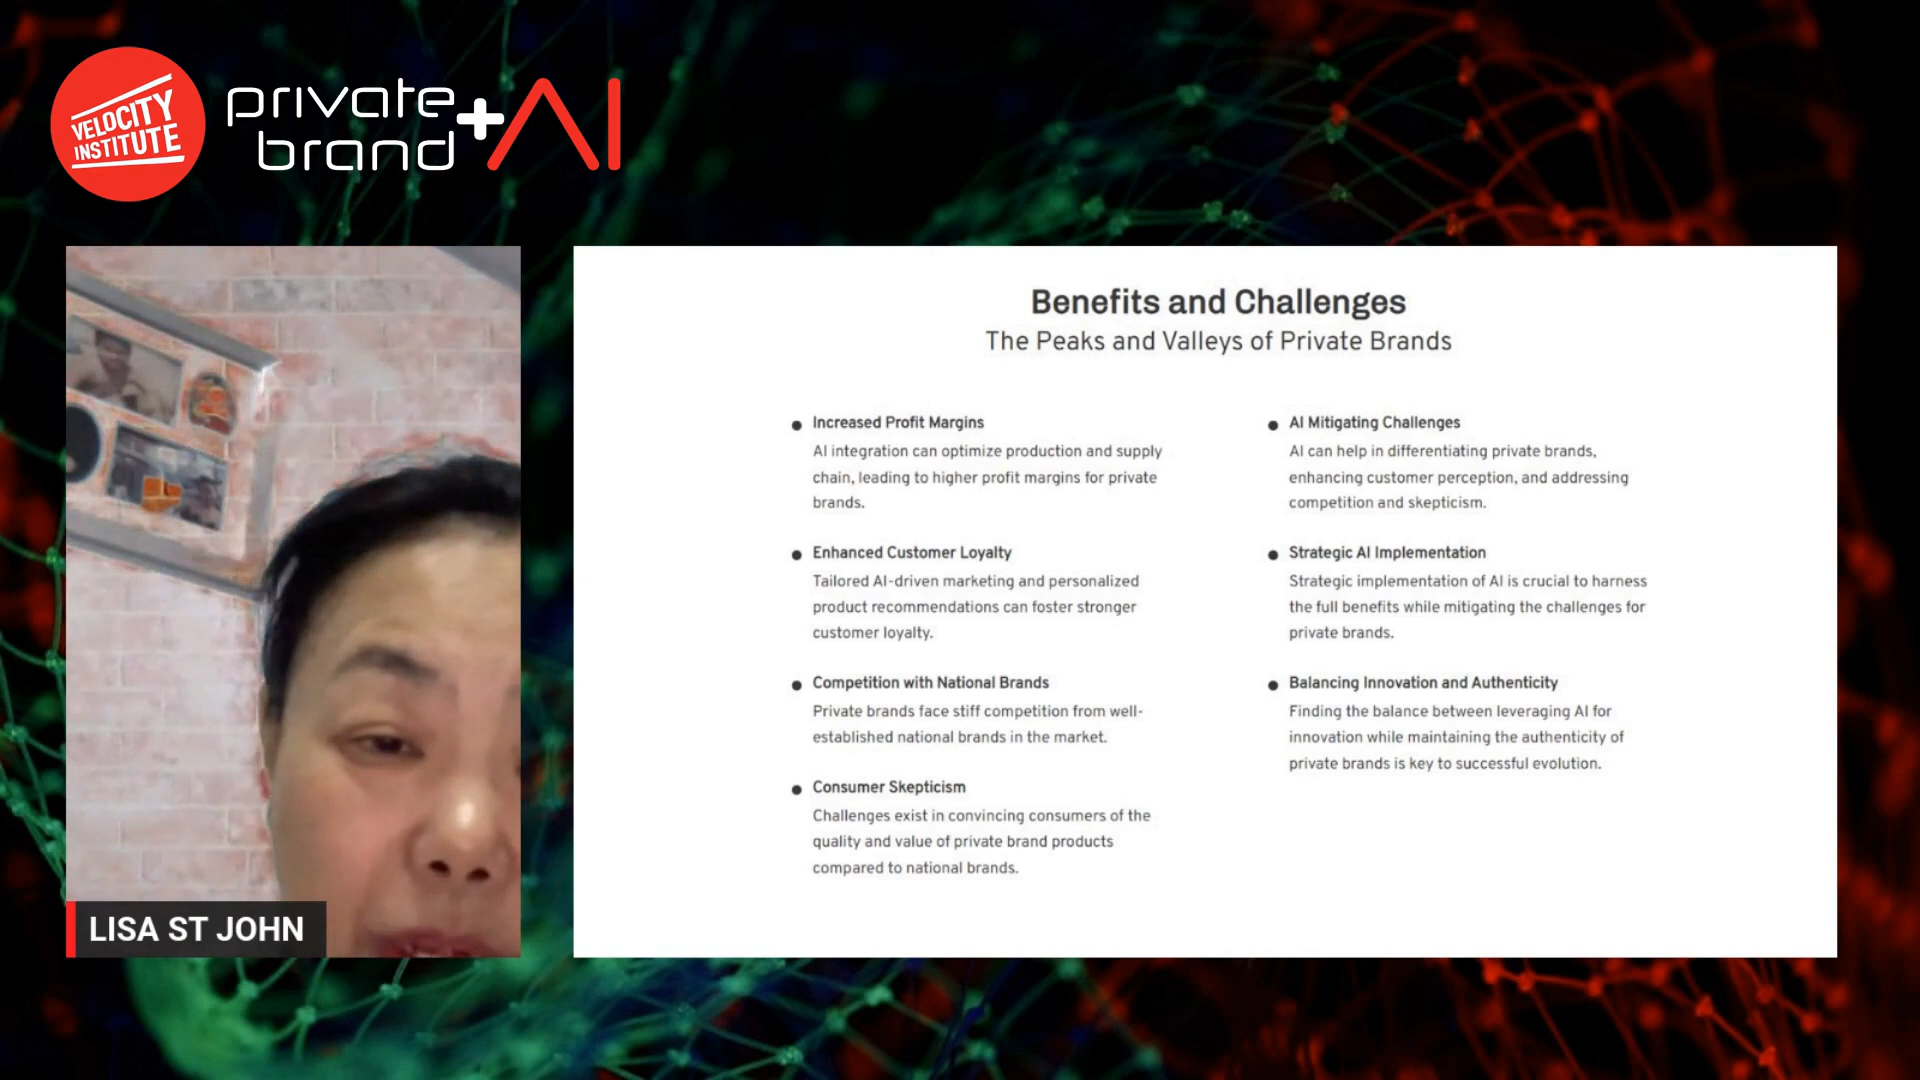 VELOCITY
INSTITUTE
private
brand
+AI
Benefits and Challenges
The Peaks and Valleys of Private Brands
Increased Profit Margins
AI integration can optimize production and supply
chain, leading to higher profit margins for private
brands.
Enhanced Customer Loyalty
Tailored AI-driven marketing and personalized
product recommendations can foster stronger
customer loyalty.
Competition with National Brands
Private brands face stiff competition from well-
established national brands in the market.
Consumer Skepticism
Challenges exist in convincing consumers of the
quality and value of private brand products
compared to national brands.
AI Mitigating Challenges
AI can help in differentiating private brands,
enhancing customer perception, and addressing
competition and skepticism.
Strategic AI Implementation
Strategic implementation of AI is crucial to harness
the full benefits while mitigating the challenges for
private brands.
Balancing Innovation and Authenticity
Finding the balance between leveraging AI for
innovation while maintaining the authenticity of
private brands is key to successful evolution.
LISA ST JOHN